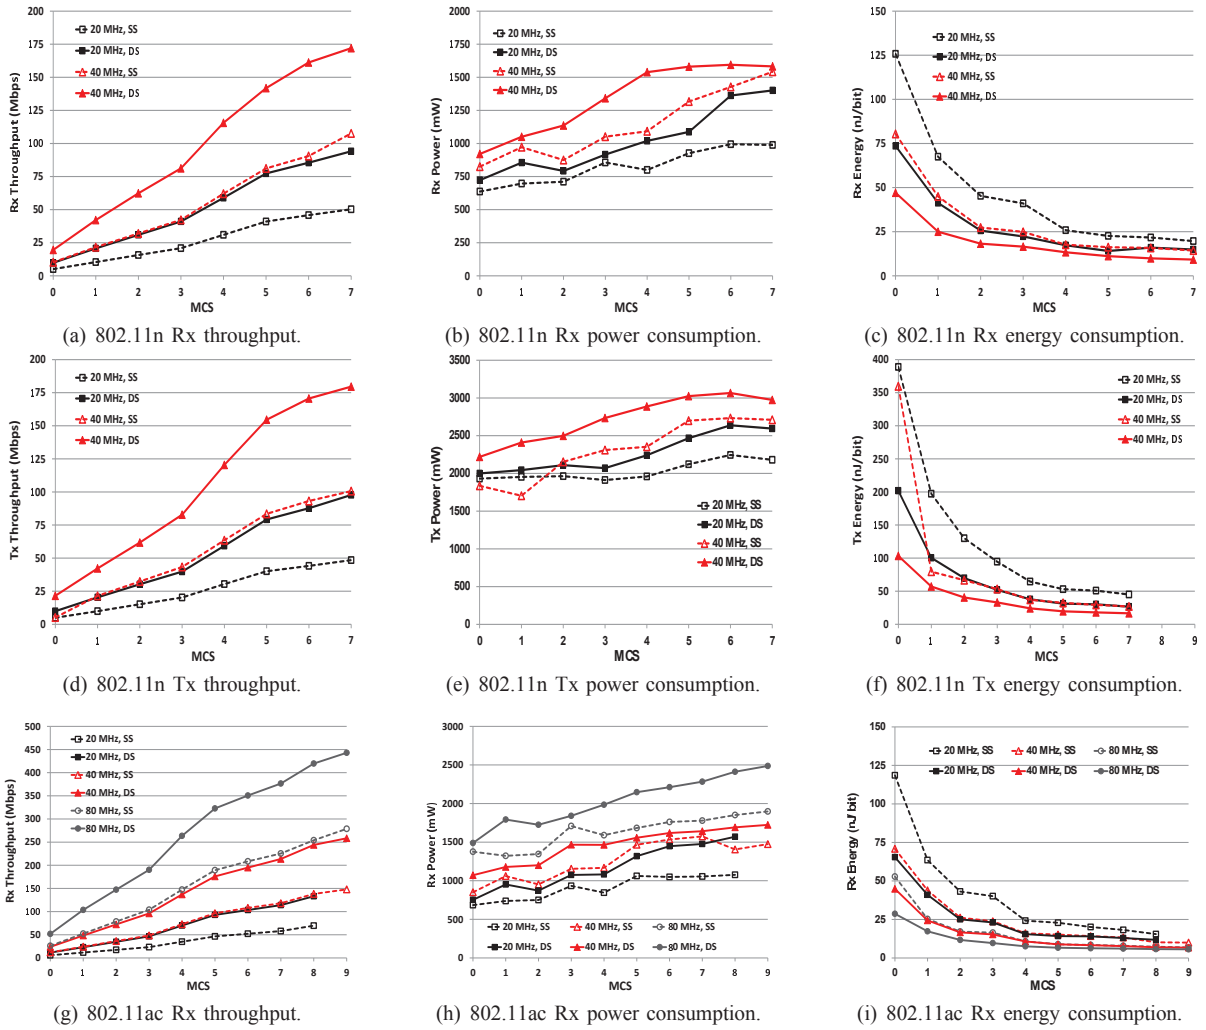 200
175
150
125
100
75
50
25
0
Rx Throughput (Mbps)
20 MHz, SS
20 MHz, DS
40 MHz, SS
40 MHz, DS
0 1 2 3 4 5 6 7
MCS
(a) 802.11n Rx throughput.
2000
1750
1500
1250
1000
750
500
250
0
Rx Power (mW)
20 MHz, SS
20 MHz, DS
40 MHz, SS
40 MHz, DS
0 1 2 3 4 5 6 7
MCS
(b) 802.11n Rx power consumption.
150
125
100
75
50
25
0
Rx Energy (nJ/bit)
20 MHz, SS
20 MHz, DS
40 MHz, SS
40 MHz, DS
0 1 2 3 4 5 6 7
MCS
(c) 802.11n Rx energy consumption.
200
175
150
125
100
75
50
25
0
Tx Throughput (Mbps)
20 MHz, SS
20 MHz, DS
40 MHz, SS
40 MHz, DS
0 1 2 3 4 5 6 7
MCS
(d) 802.11n Tx throughput.
3500
3000
2500
2000
1500
1000
500
0
Tx Power (mW)
20 MHz, SS
20 MHz, DS
40 MHz, SS
40 MHz, DS
0 1 2 3 4 5 6 7
MCS
(e) 802.11n Tx power consumption.
400
350
300
250
200
150
100
50
0
Tx Energy (nJ/bit)
20 MHz, SS
20 MHz, DS
40 MHz, SS
40 MHz, DS
0 1 2 3 4 5 6 7 8 9
MCS
(f) 802.11n Tx energy consumption.
500
450
400
350
300
250
200
150
100
50
0
Rx Throughput (Mbps)
20 MHz, SS
20 MHz, DS
40 MHz, SS
40 MHz, DS
80 MHz, SS
80 MHz, DS
0 1 2 3 4 5 6 7 8 9
MCS
(g) 802.11ac Rx throughput.
3000
2500
2000
1500
1000
500
0
Rx Power (mW)
20 MHz, SS 40 MHz, SS 80 MHz, SS
20 MHz, DS 40 MHz, DS 80 MHz, DS
0 1 2 3 4 5 6 7 8 9
MCS
(h) 802.11ac Rx power consumption.
150
125
100
75
50
25
0
Rx Energy (nJ/bit)
20 MHz, SS 40 MHz, SS 80 MHz, SS
20 MHz, DS 40 MHz, DS 80 MHz, DS
0 1 2 3 4 5 6 7 8 9
MCS
(i) 802.11ac Rx energy consumption.